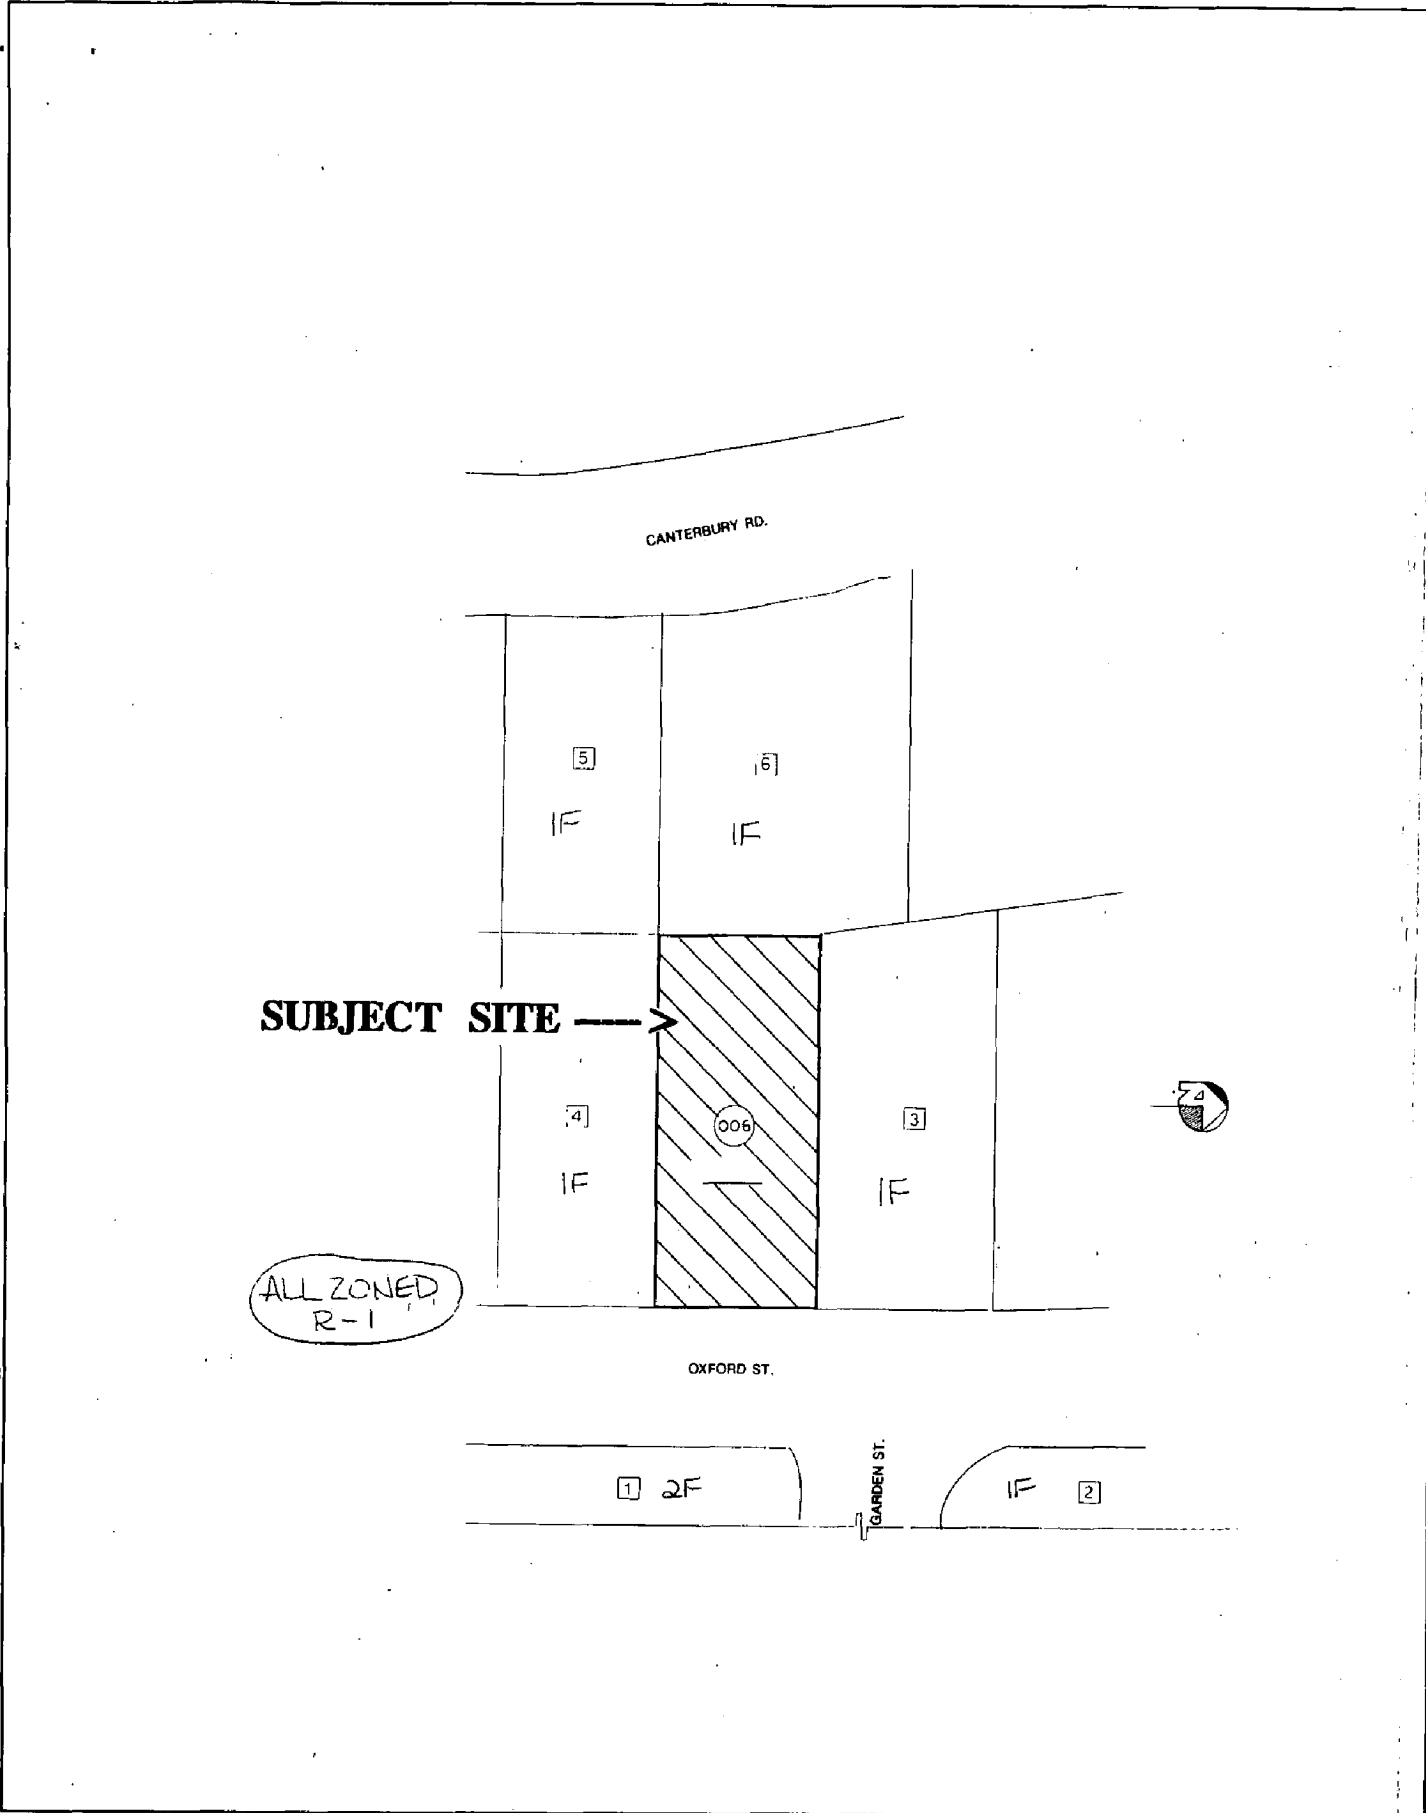 CANTERBURY RD.
5
6
1F
1F
SUBJECT SITE
4
006
3
1F
1F
ALL ZONED
R-1
OXFORD ST.
GARDEN ST.
1 2F
1F 2